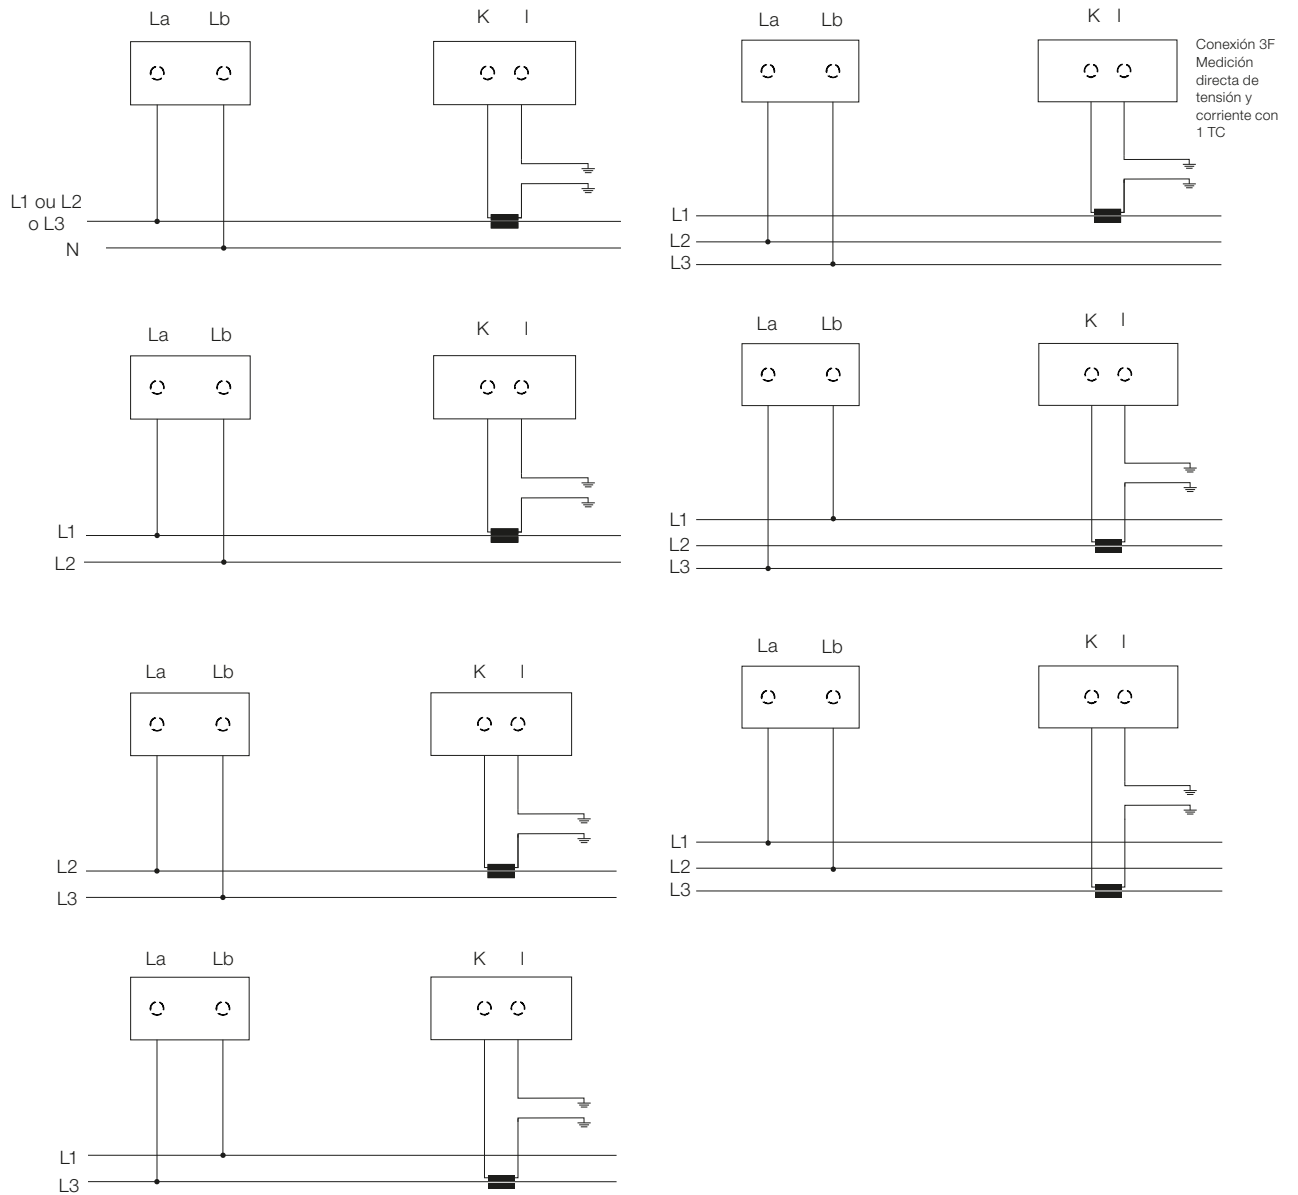 La Lb K l
L1 ou L2
o L3
N
La Lb K l
Conexión 3F
Medición
directa de
tensión y
corriente con
1 TC
L1
L2
L3
La Lb K l
L1
L2
La Lb K l
L1
L2
L3
La Lb K l
L2
L3
La Lb K l
L1
L2
L3
La Lb K l
L1
L3